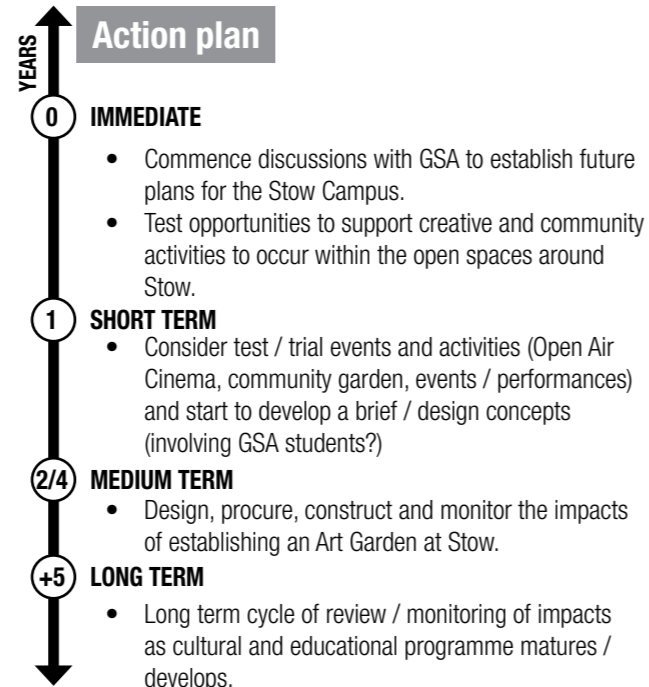 YEARS
Action plan
0 IMMEDIATE
• Commence discussions with GSA to establish future
plans for the Stow Campus.
• Test opportunities to support creative and community
activities to occur within the open spaces around
Stow.
1 SHORT TERM
• Consider test / trial events and activities (Open Air
Cinema, community garden, events / performances)
and start to develop a brief / design concepts
(involving GSA students?)
2/4 MEDIUM TERM
• Design, procure, construct and monitor the impacts
of establishing an Art Garden at Stow.
+5 LONG TERM
• Long term cycle of review / monitoring of impacts
as cultural and educational programme matures /
develops.